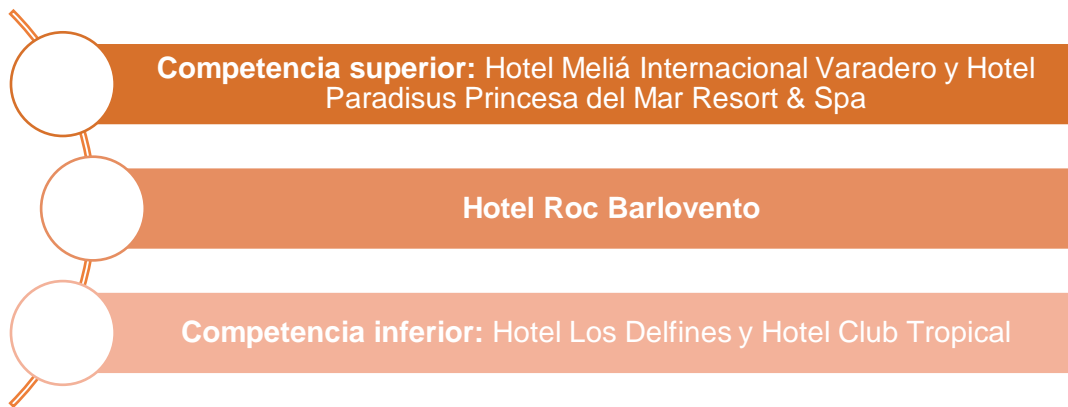 Competencia superior: Hotel Meliá Internacional Varadero y Hotel
Paradisus Princesa del Mar Resort & Spa
Hotel Roc Barlovento
Competencia inferior: Hotel Los Delfines y Hotel Club Tropical